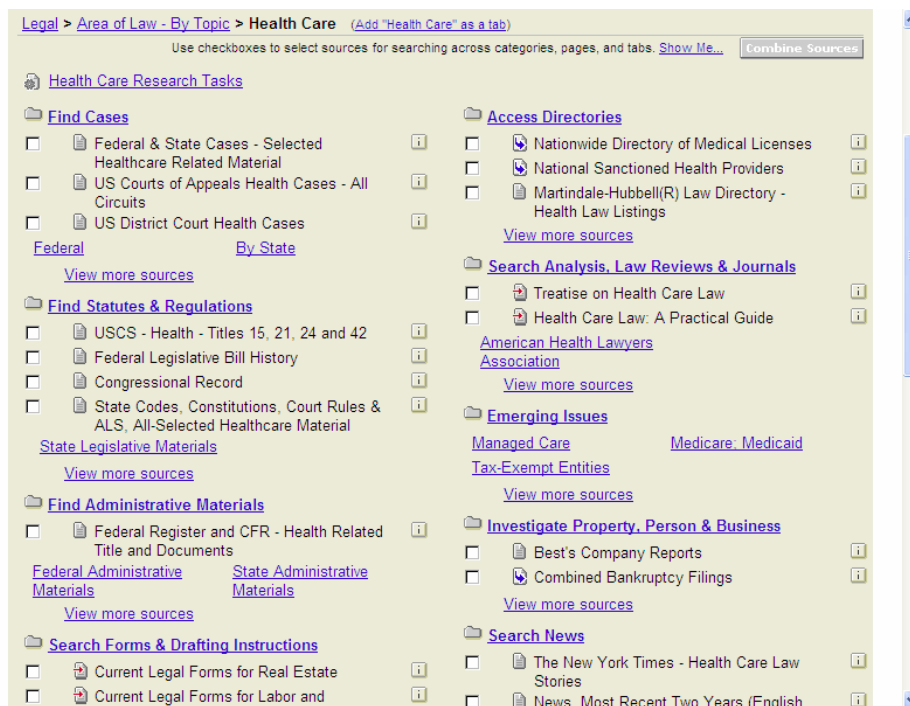 Legal > Area of Law - By Topic > Health Care (Add "Health Care" as a tab)
Use checkboxes to select sources for searching across categories, pages, and tabs. Show Me... Combine Sources
Health Care Research Tasks
Find Cases
Federal & State Cases - Selected
Healthcare Related Material
US Courts of Appeals Health Cases - All
Circuits
US District Court Health Cases
Federal By State
View more sources
Find Statutes & Regulations
USCS - Health - Titles 15, 21, 24 and 42
Federal Legislative Bill History
Congressional Record
State Codes, Constitutions, Court Rules &
ALS, All-Selected Healthcare Material
State Legislative Materials
View more sources
Find Administrative Materials
Federal Register and CFR - Health Related
Title and Documents
Federal Administrative State Administrative
Materials Materials
View more sources
Search Forms & Drafting Instructions
Current Legal Forms for Real Estate
Current Legal Forms for Labor and
Access Directories
Nationwide Directory of Medical Licenses
National Sanctioned Health Providers
Martindale-Hubbell(R) Law Directory -
Health Law Listings
View more sources
Search Analysis, Law Reviews & Journals
Treatise on Health Care Law
Health Care Law: A Practical Guide
American Health Lawyers
Association
View more sources
Emerging Issues
Managed Care Medicare; Medicaid
Tax-Exempt Entities
View more sources
Investigate Property, Person & Business
Best's Company Reports
Combined Bankruptcy Filings
View more sources
Search News
The New York Times - Health Care Law
Stories
News, Most Recent Two Years (English